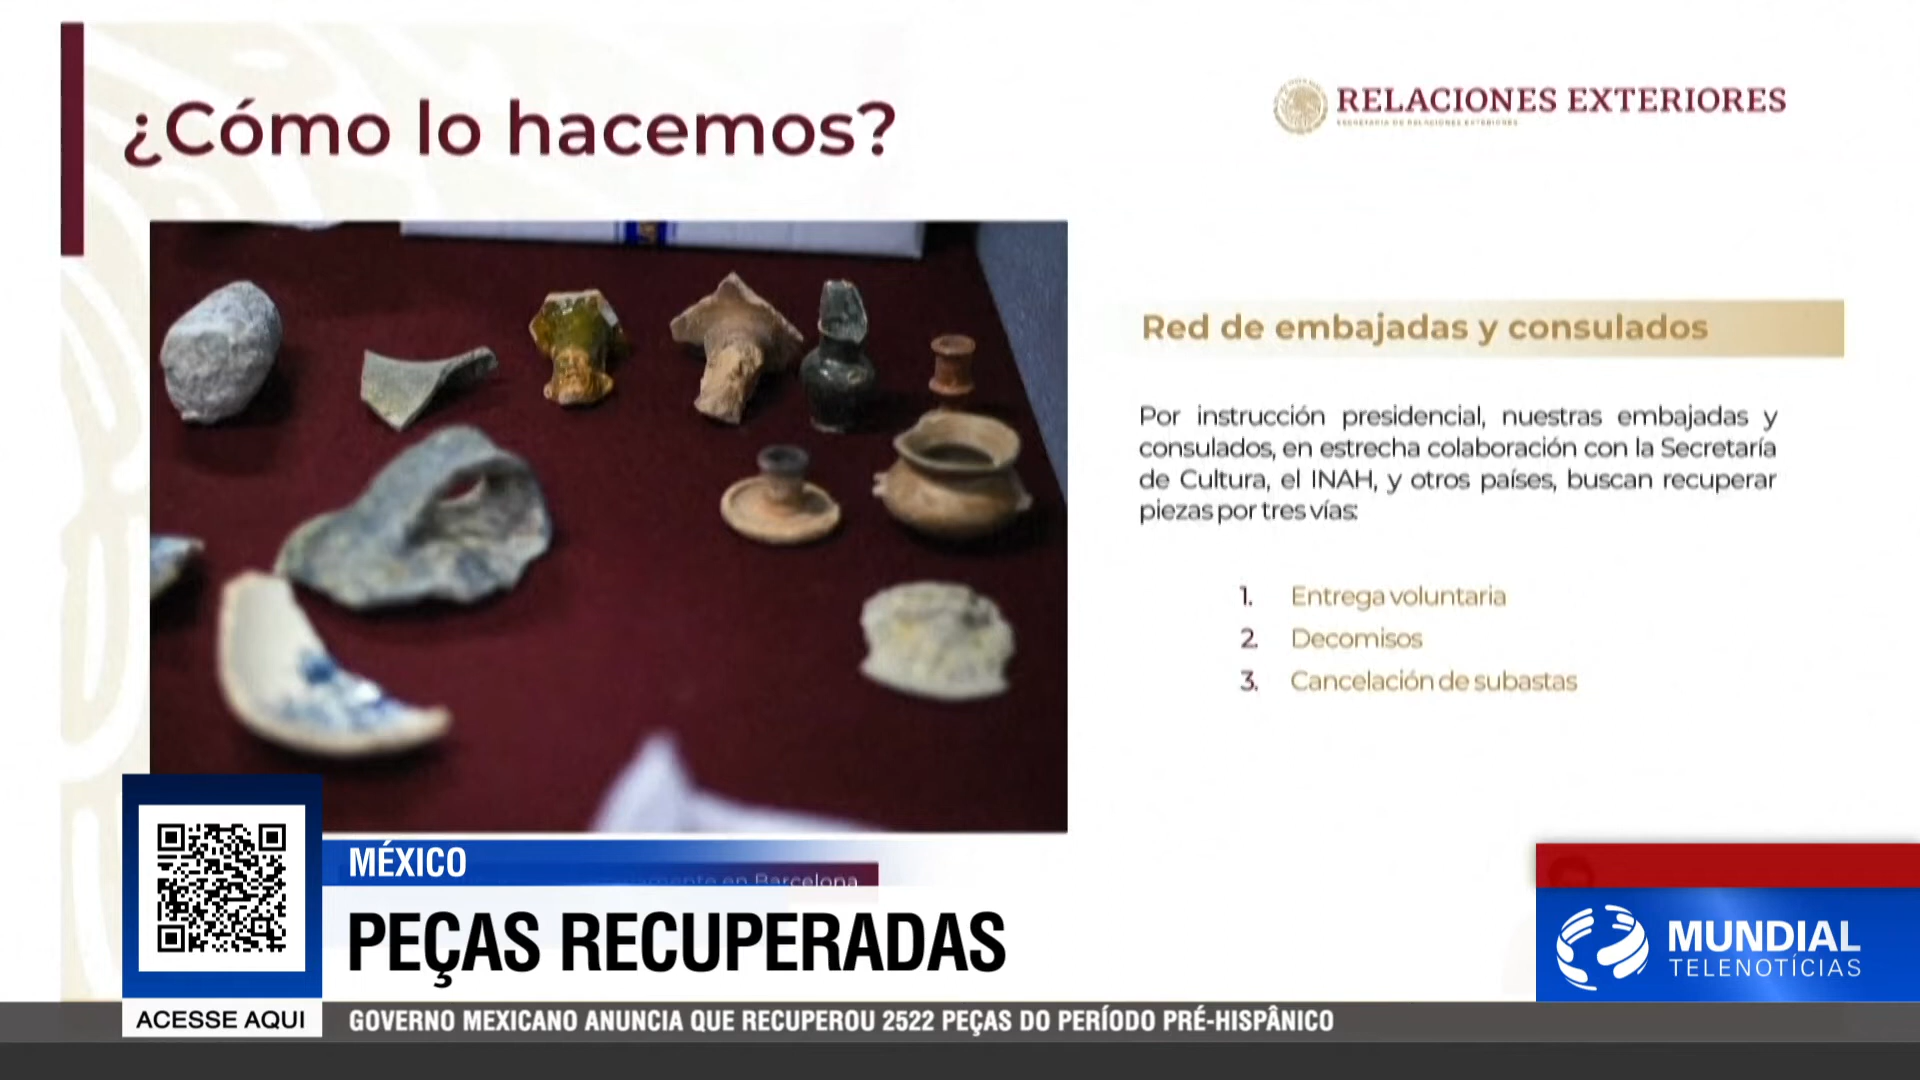 ¿Cómo lo hacemos?
RELACIONES EXTERIORES
SECRETARÍA DE RELACIONES EXTERIORES
Red de embajadas y consulados
Por instrucción presidencial, nuestras embajadas y
consulados, en estrecha colaboración con la Secretaría
de Cultura, el INAH, y otros países, buscan recuperar
piezas por tres vías:
1. Entrega voluntaria
2. Decomisos
3. Cancelación de subastas
en Barcelona
MÉXICO
PEÇAS RECUPERADAS
MUNDIAL
TELENOTÍCIAS
ACESSE AQUI
GOVERNO MEXICANO ANUNCIA QUE RECUPEROU 2522 PEÇAS DO PERÍODO PRÉ-HISPÂNICO